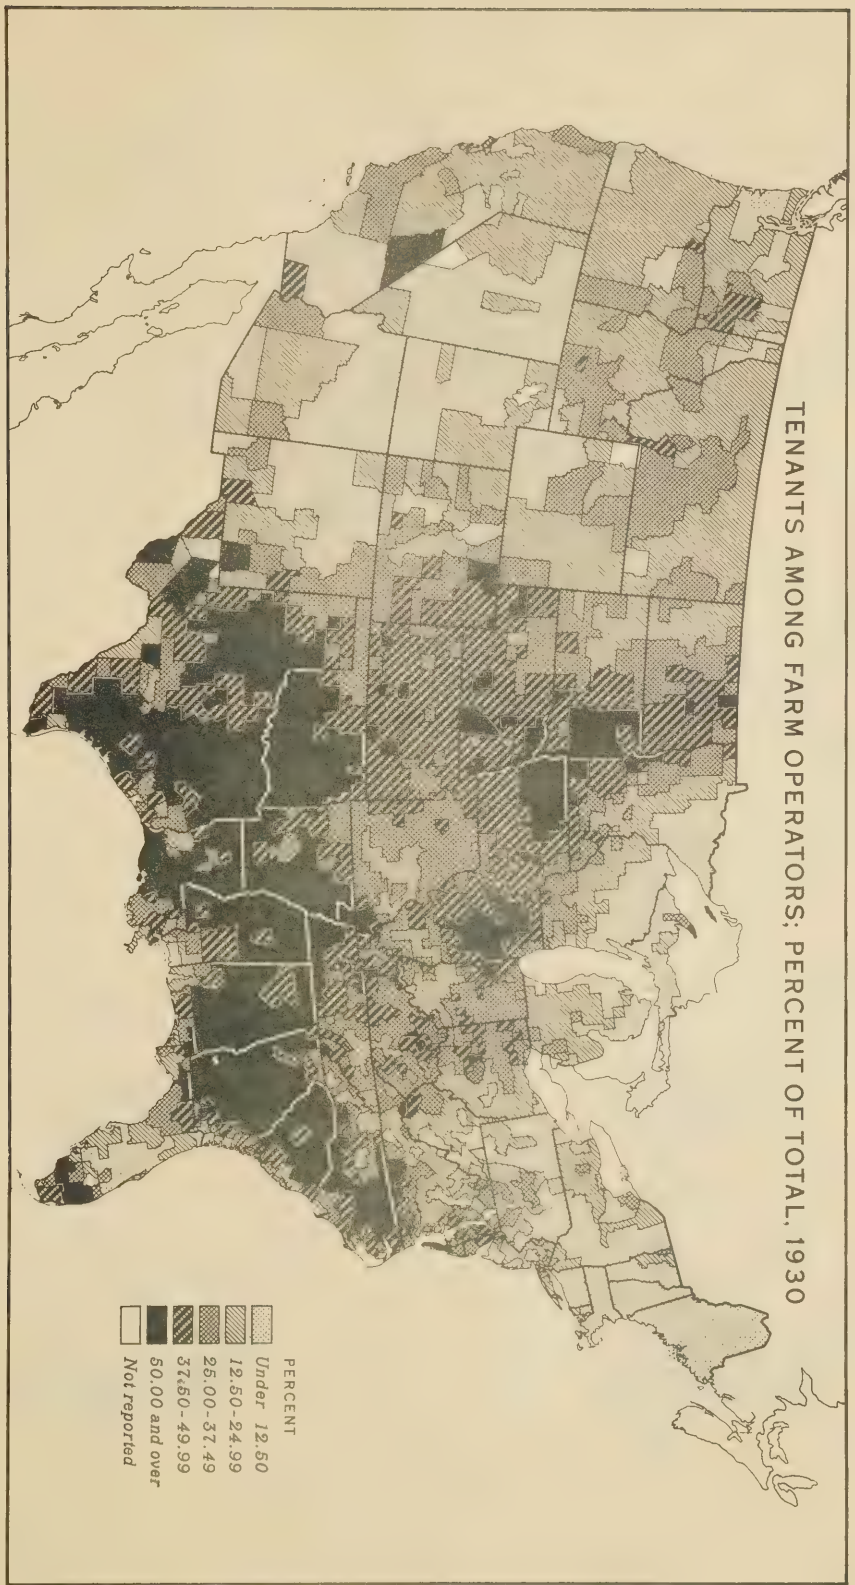 TENANTS AMONG FARM OPERATORS; PERCENT OF TOTAL, 1930
PERCENT
Under 12.50
12.50-24.99
25.00-37.49
37.50-49.99
50.00 and over
Not reported